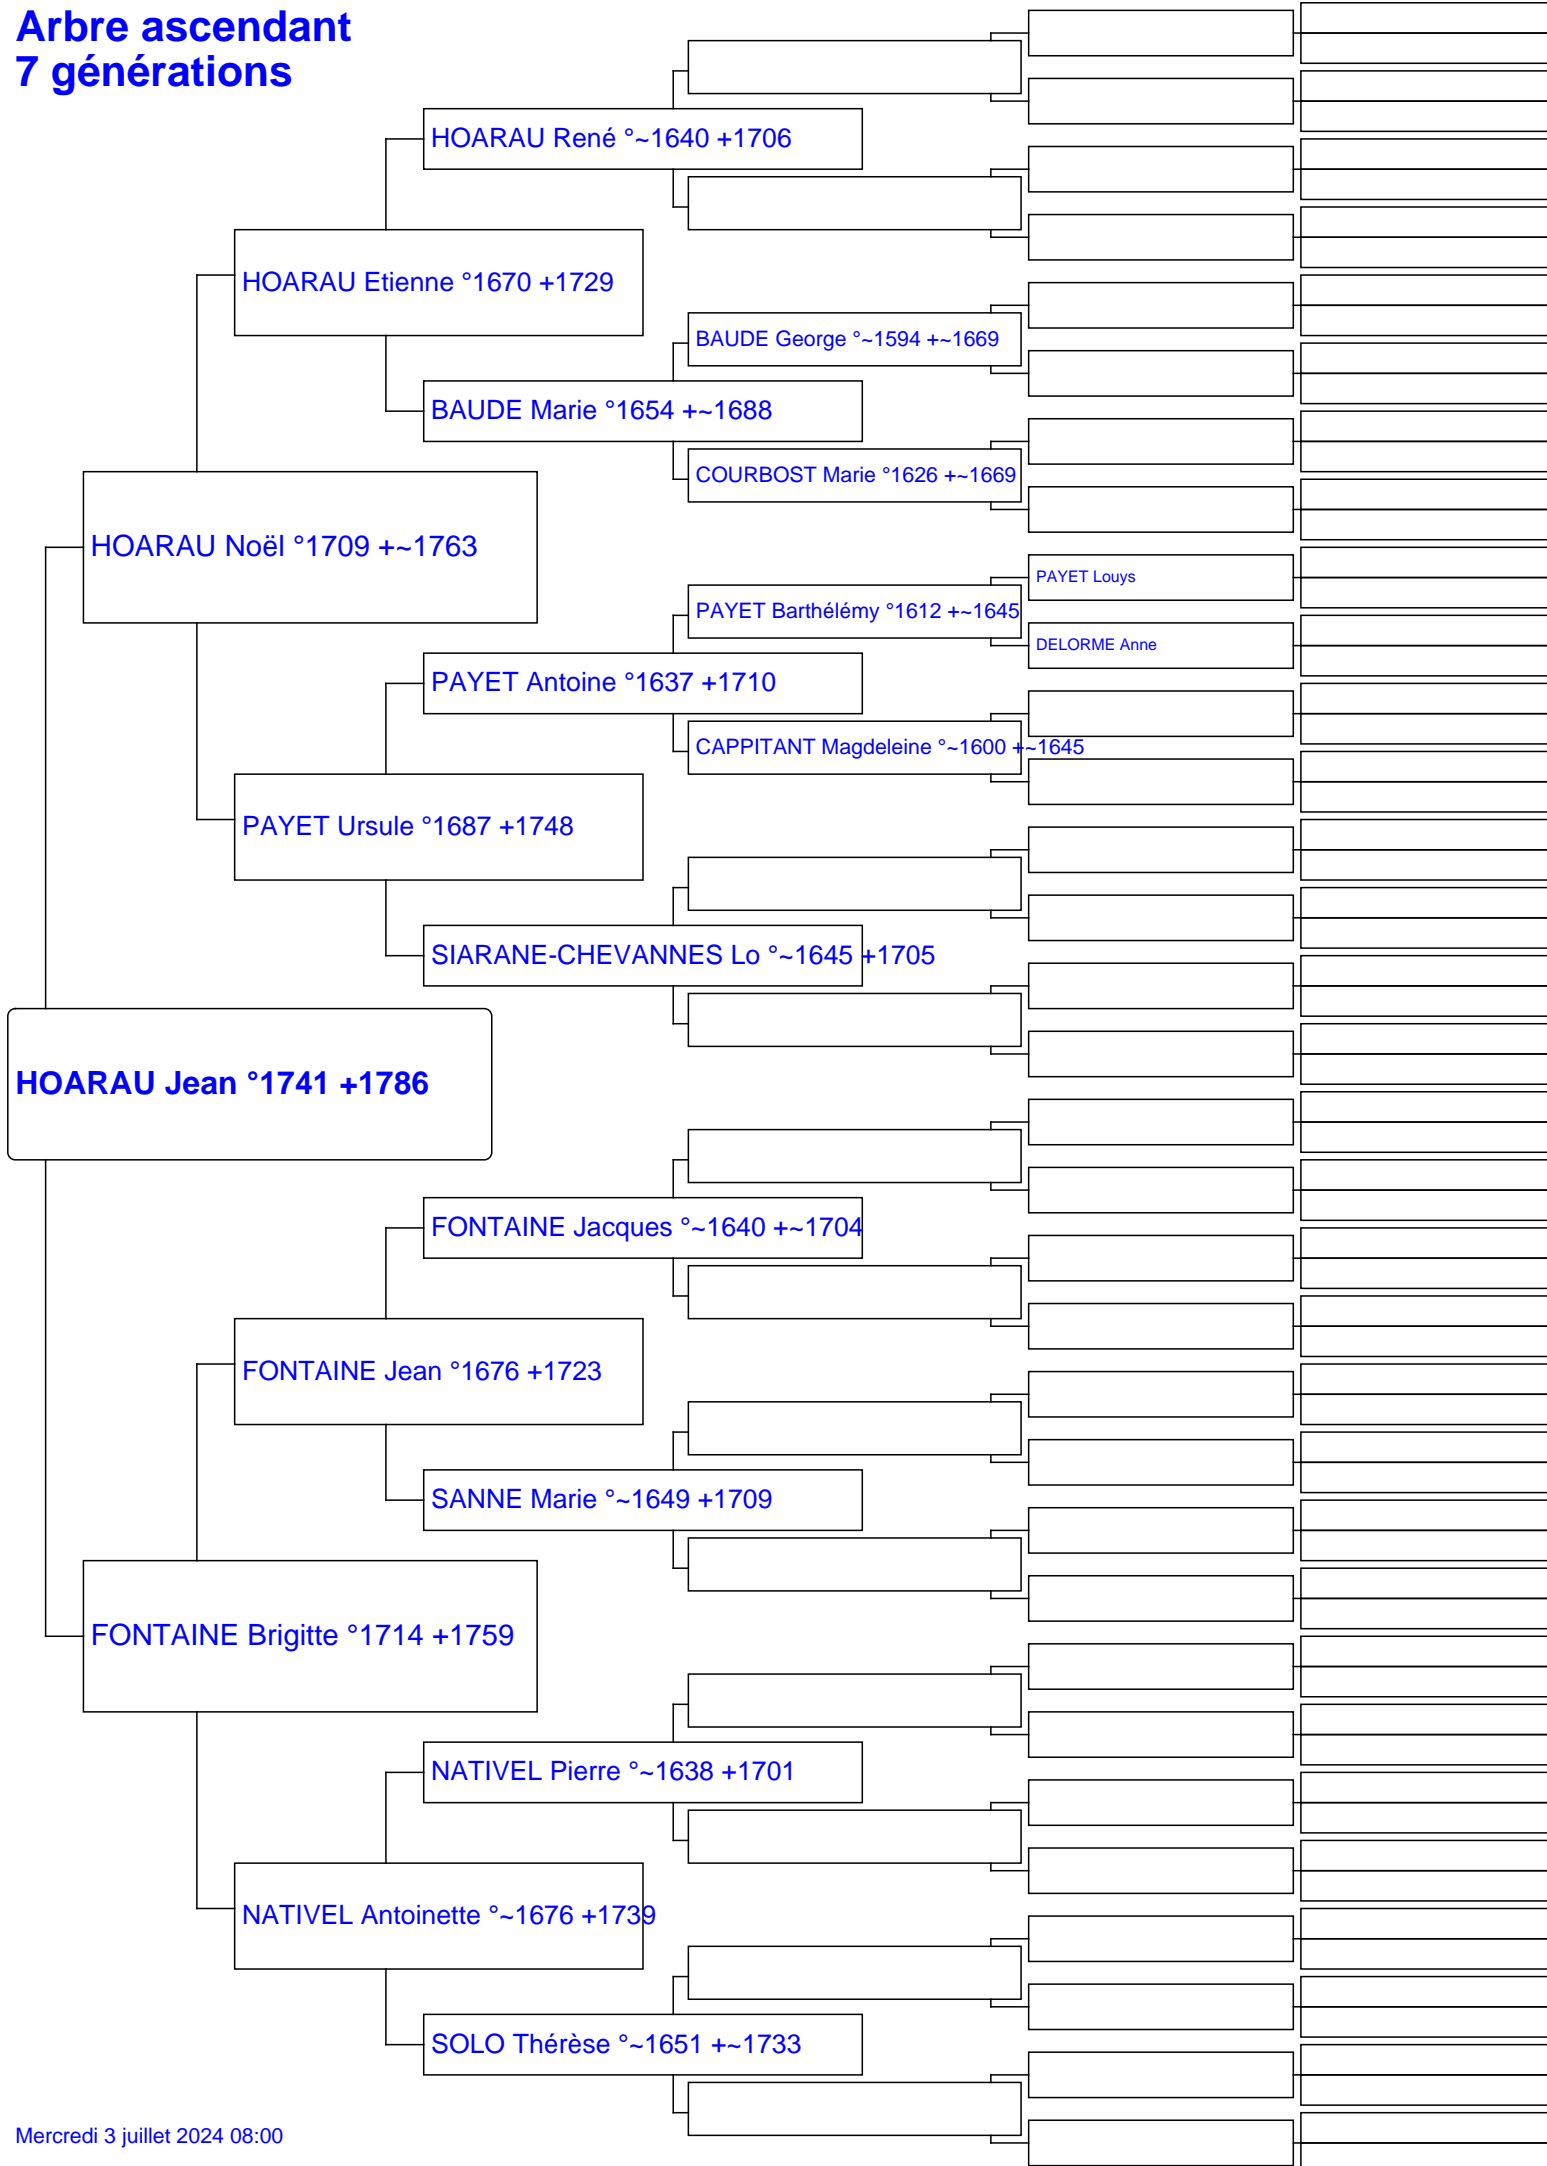 Arbre ascendant
7 générations
HOARAU René °~1640 +1706
HOARAU Etienne °1670 +1729
BAUDE George °~1594 +~1669
BAUDE Marie °1654 +~1688
COURBOST Marie °1626 +~1669
HOARAU Noël °1709 +~1763
PAYET Louys
PAYET Barthélémy °1612 +~1645
DELORME Anne
PAYET Antoine °1637 +1710
CAPPITANT Magdeleine °~1600 +~1645
PAYET Ursule °1687 +1748
SIARANE-CHEVANNES Lo °~1645 +1705
HOARAU Jean °1741 +1786
FONTAINE Jacques °~1640 +~1704
FONTAINE Jean °1676 +1723
SANNE Marie °~1649 +1709
FONTAINE Brigitte °1714 +1759
NATIVEL Pierre °~1638 +1701
NATIVEL Antoinette °~1676 +1739
SOLO Thérèse °~1651 +~1733
Mercredi 3 juillet 2024 08:00